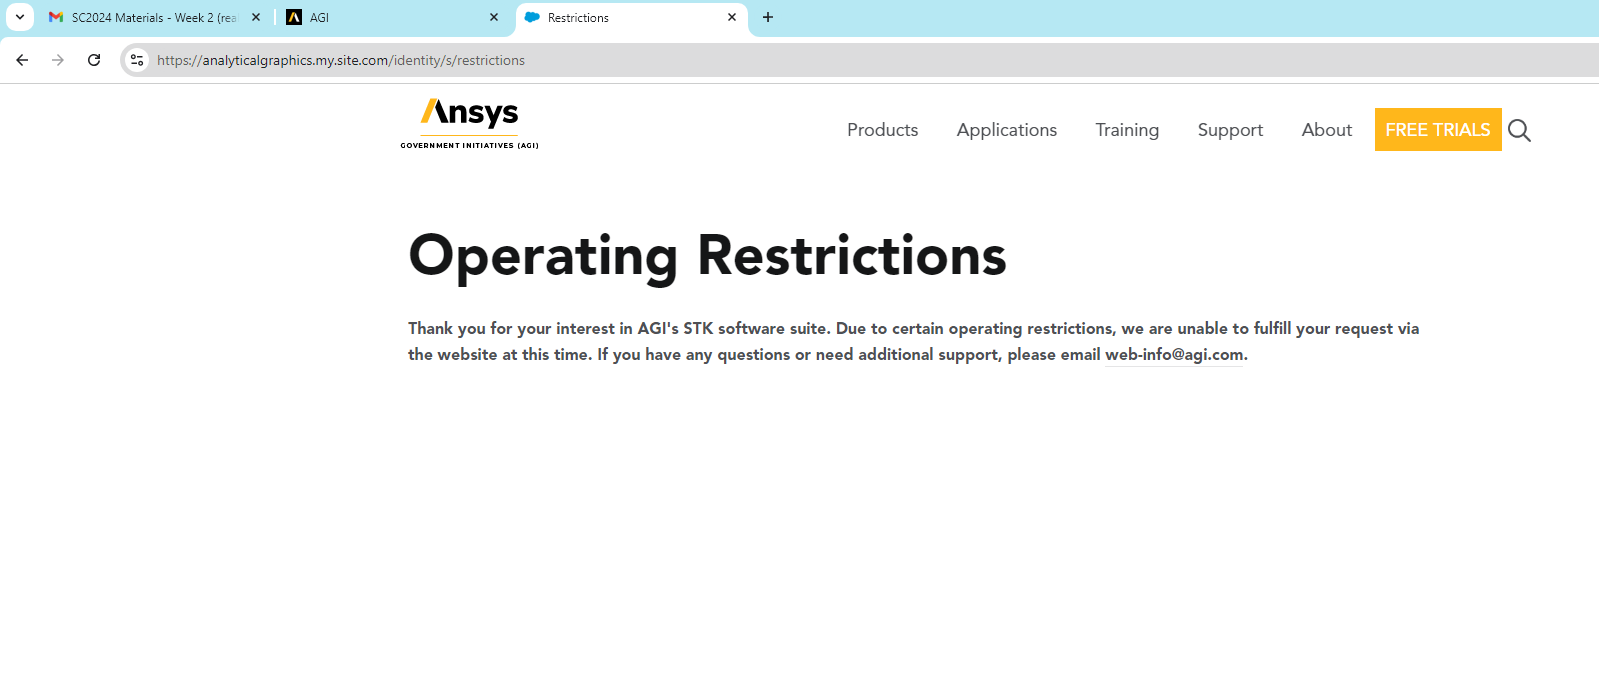 SC2024 Materials - Week 2 (rea
AGI
Restrictions
https://analyticalgraphics.my.site.com/identity/s/restrictions
Ansys
GOVERNMENT INITIATIVES (AGI)
Products
Applications
Training
Support
About
FREE TRIALS
Operating Restrictions
Thank you for your interest in AGI's STK software suite. Due to certain operating restrictions, we are unable to fulfill your request via
the website at this time. If you have any questions or need additional support, please email web-info@agi.com.